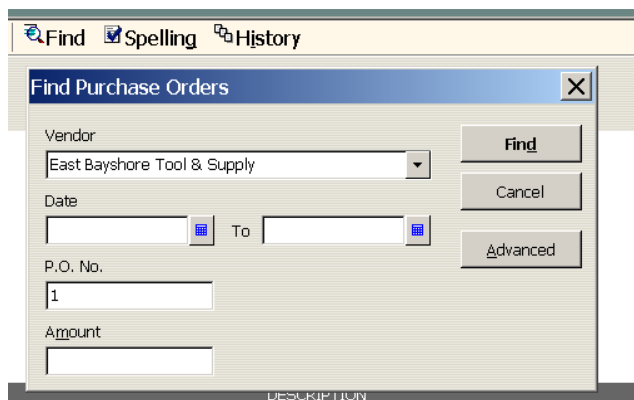 Find Spelling History
Find Purchase Orders
Vendor
East Bayshore Tool & Supply
Find
Cancel
Date
To
Advanced
P.O. No.
1
Amount
DESCRIPTION